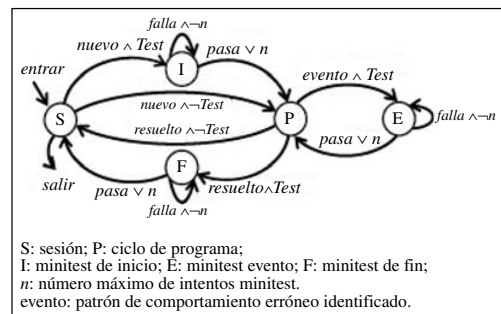 falla ∧¬n
nuevo ∧ Test
pasa ∨ n
I
entrar
evento ∧ Test
nuevo ∧¬Test
S
P
E
falla ∧¬n
resuelto ∧¬Test
pasa ∨ n
F
salir
pasa ∨ n
resuelto∧Test
falla ∧¬n
S: sesión; P: ciclo de programa;
I: minitest de inicio; E: minitest evento; F: minitest de fin;
n: número máximo de intentos minitest.
evento: patrón de comportamiento erróneo identificado.